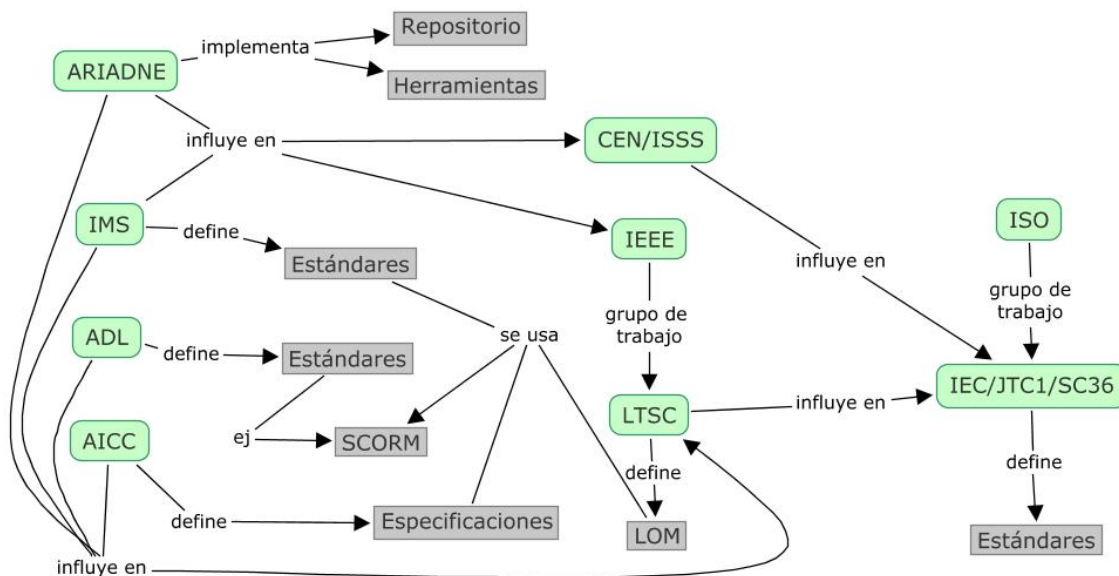 Repositorio
implementa
ARIADNE
Herramientas
influye en
CEN/ISSS
IMS
define
Estándares
IEEE
ISO
influye en
grupo de
trabajo
grupo de
trabajo
ADL
define
Estándares
se usa
IEC/JTC1/SC36
AICC
ej
SCORM
LTSC
influye en
define
define
define
Especificaciones
LOM
Estándares
influye en